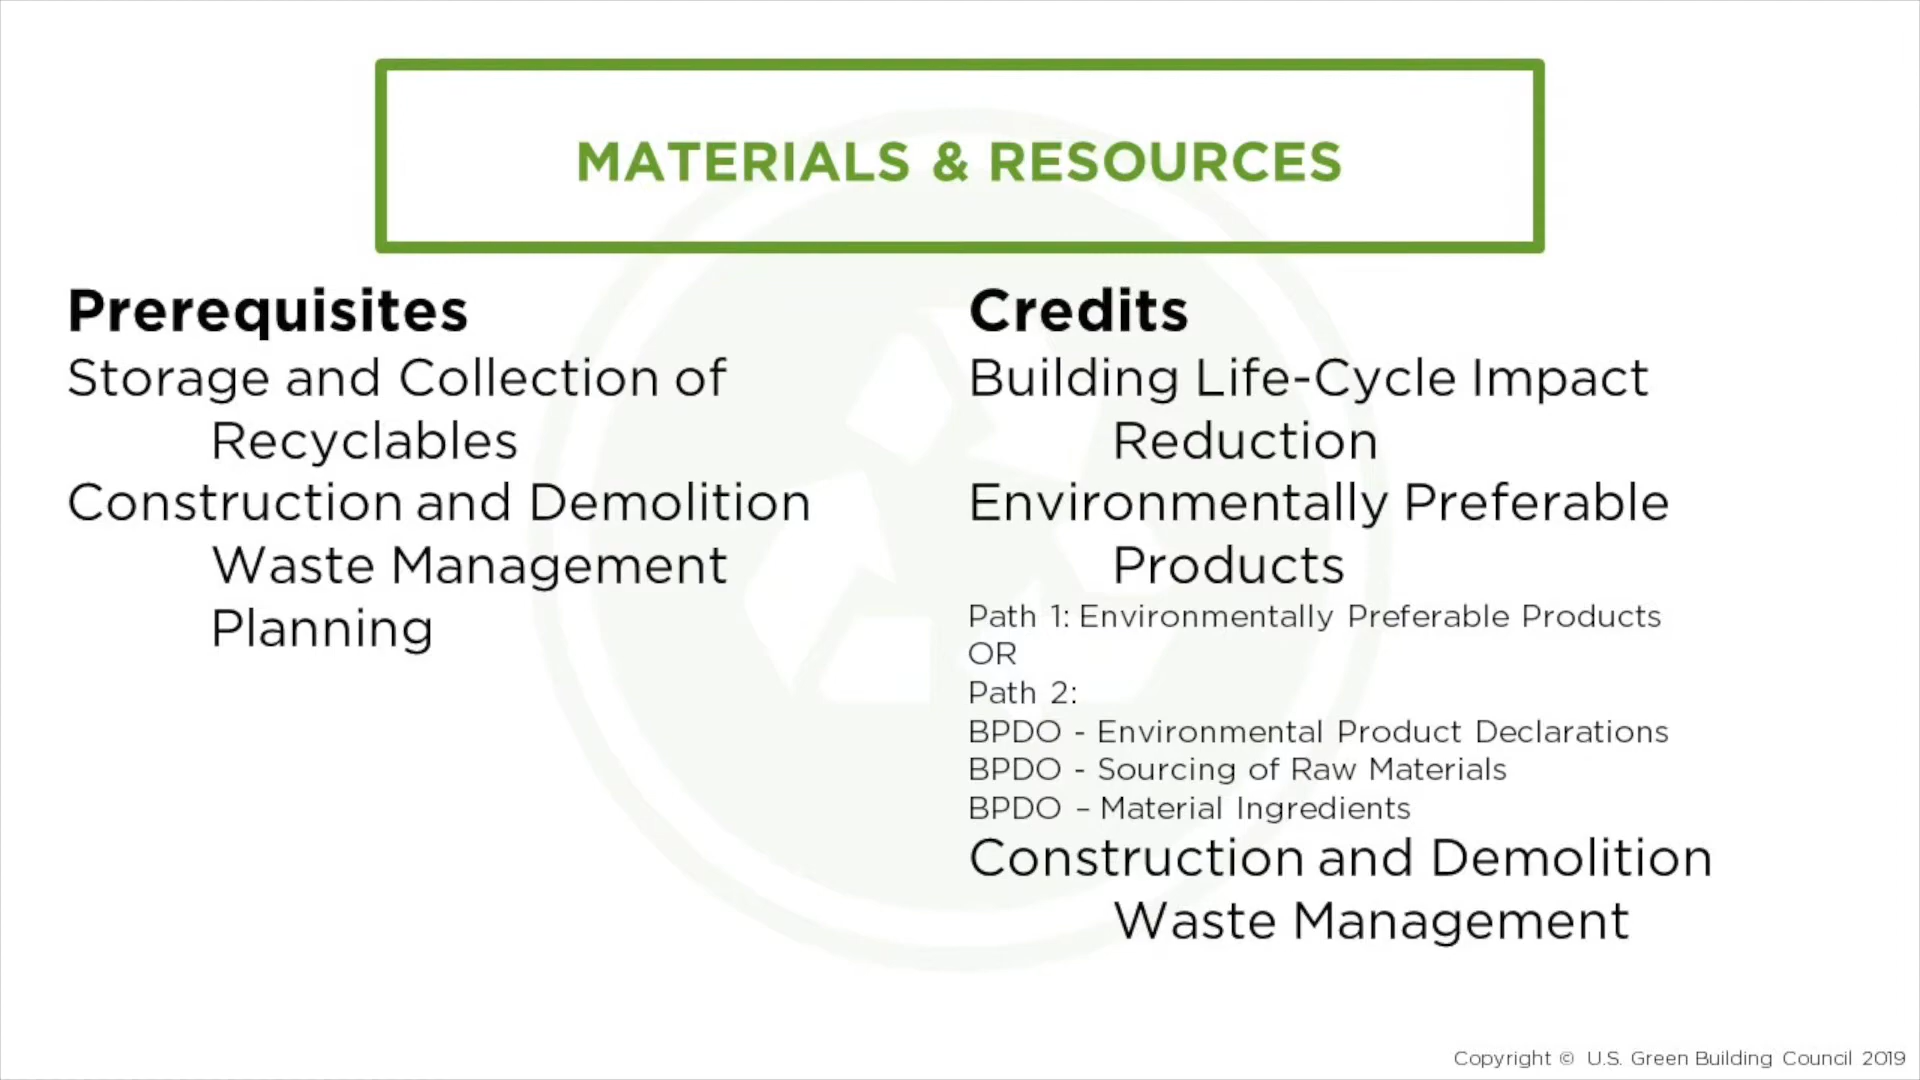 MATERIALS & RESOURCES
Prerequisites
Storage and Collection of
Recyclables
Construction and Demolition
Waste Management
Planning
Credits
Building Life-Cycle Impact
Reduction
Environmentally Preferable
Products
Path 1: Environmentally Preferable Products
OR
Path 2:
BPDO - Environmental Product Declarations
BPDO - Sourcing of Raw Materials
BPDO – Material Ingredients
Construction and Demolition
Waste Management
Copyright © U.S. Green Building Council 2019